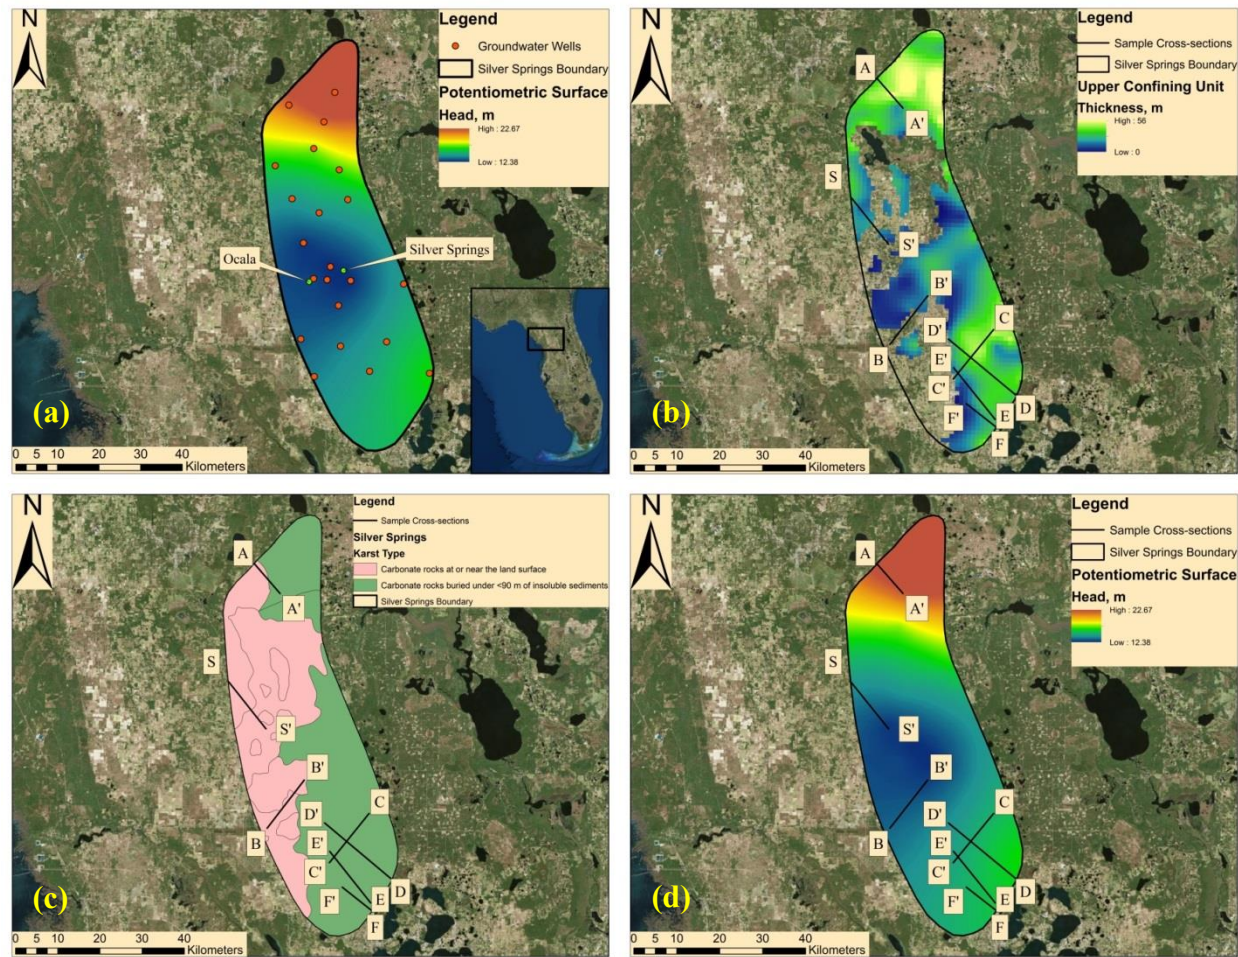 N
Legend
Groundwater Wells
Silver Springs Boundary
Potentiometric Surface
Head, m
High : 22.67
Low : 12.38
Ocala
Silver Springs
(a)
0 5 10 20 30 40
Kilometers
N
Legend
Sample Cross-sections
Silver Springs Boundary
Upper Confining Unit
Thickness, m
High : 56
Low : 0
A
A'
S
S'
B'
D'
C
B
E'
C'
F'
E
D
F
(b)
0 5 10 20 30 40
Kilometers
N
Legend
Sample Cross-sections
Silver Springs
Karst Type
Carbonate rocks at or near the land surface
Carbonate rocks buried under <90 m of insoluble sediments
Silver Springs Boundary
A
A'
S
S'
B'
D'
C
B
E'
C'
F'
E
D
F
(c)
0 5 10 20 30 40
Kilometers
N
Legend
Sample Cross-sections
Silver Springs Boundary
Potentiometric Surface
Head, m
High : 22.67
Low : 12.38
A
A'
S
S'
B'
D'
C
B
E'
C'
F'
E
D
F
(d)
0 5 10 20 30 40
Kilometers